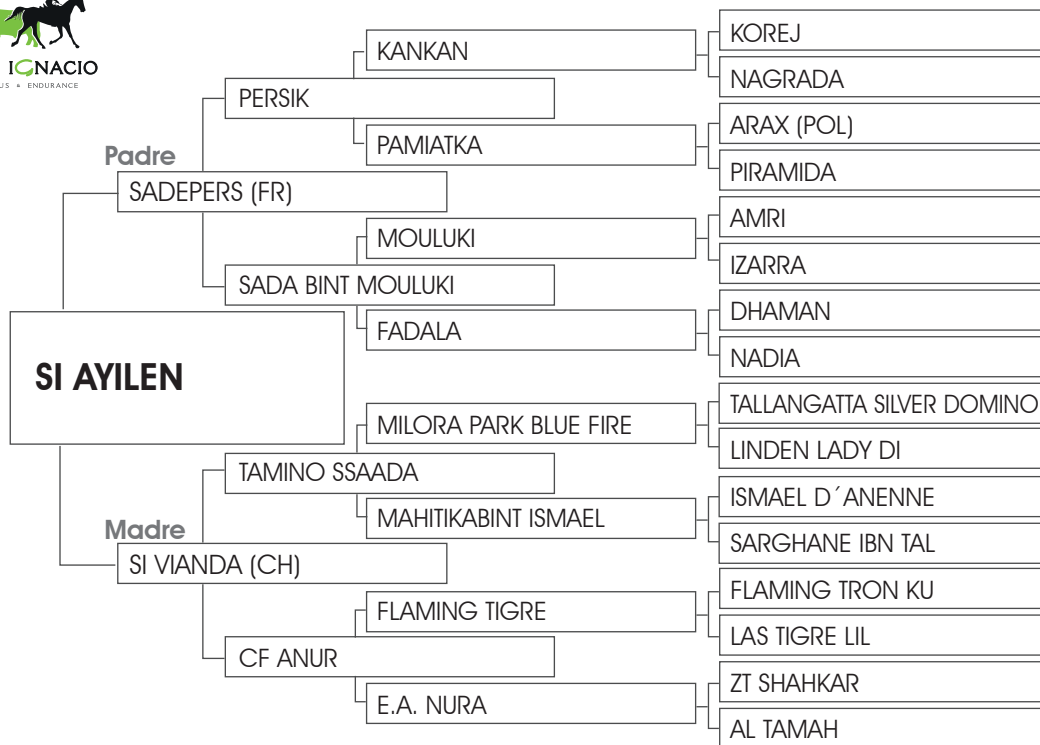 IGNACIO
US & ENDURANCE
KOREJ
KANKAN
NAGRADA
PERSIK
ARAX (POL)
PAMIATKA
PIRAMIDA
Padre
SADEPERS (FR)
AMRI
MOULUKI
IZARRA
SADA BINT MOULUKI
DHAMAN
FADALA
NADIA
SI AYILEN
TALLANGATTA SILVER DOMINO
MILORA PARK BLUE FIRE
LINDEN LADY DI
TAMINO SSAADA
ISMAEL D´ANENNE
MAHITIKABINT ISMAEL
SARGHANE IBN TAL
Madre
SI VIANDA (CH)
FLAMING TRON KU
FLAMING TIGRE
LAS TIGRE LIL
CF ANUR
ZT SHAHKAR
E.A. NURA
AL TAMAH